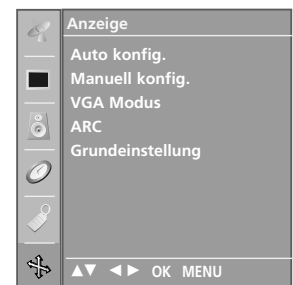 Anzeige
Auto konfig.
Manuell konfig.
VGA Modus
ARC
Grundeinstellung
▲▼ ◄► OK MENU